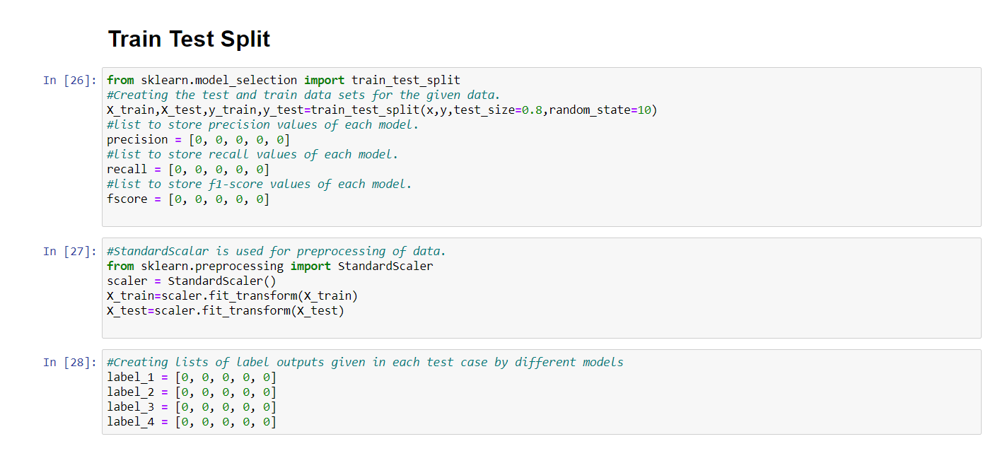 Train Test Split
In [26]:
from sklearn.model_selection import train_test_split
#Creating the test and train data sets for the given data.
X_train,X_test,y_train,y_test=train_test_split(x,y,test_size=0.8,random_state=10)
#list to store precision values of each model.
precision = [0, 0, 0, 0, 0]
#list to store recall values of each model.
recall = [0, 0, 0, 0, 0]
#list to store f1-score values of each model.
fscore = [0, 0, 0, 0, 0]
In [27]:
#StandardScalar is used for preprocessing of data.
from sklearn.preprocessing import StandardScaler
scaler = StandardScaler()
X_train=scaler.fit_transform(X_train)
X_test=scaler.fit_transform(X_test)
In [28]:
#Creating lists of label outputs given in each test case by different models
label_1 = [0, 0, 0, 0, 0]
label_2 = [0, 0, 0, 0, 0]
label_3 = [0, 0, 0, 0, 0]
label_4 = [0, 0, 0, 0, 0]